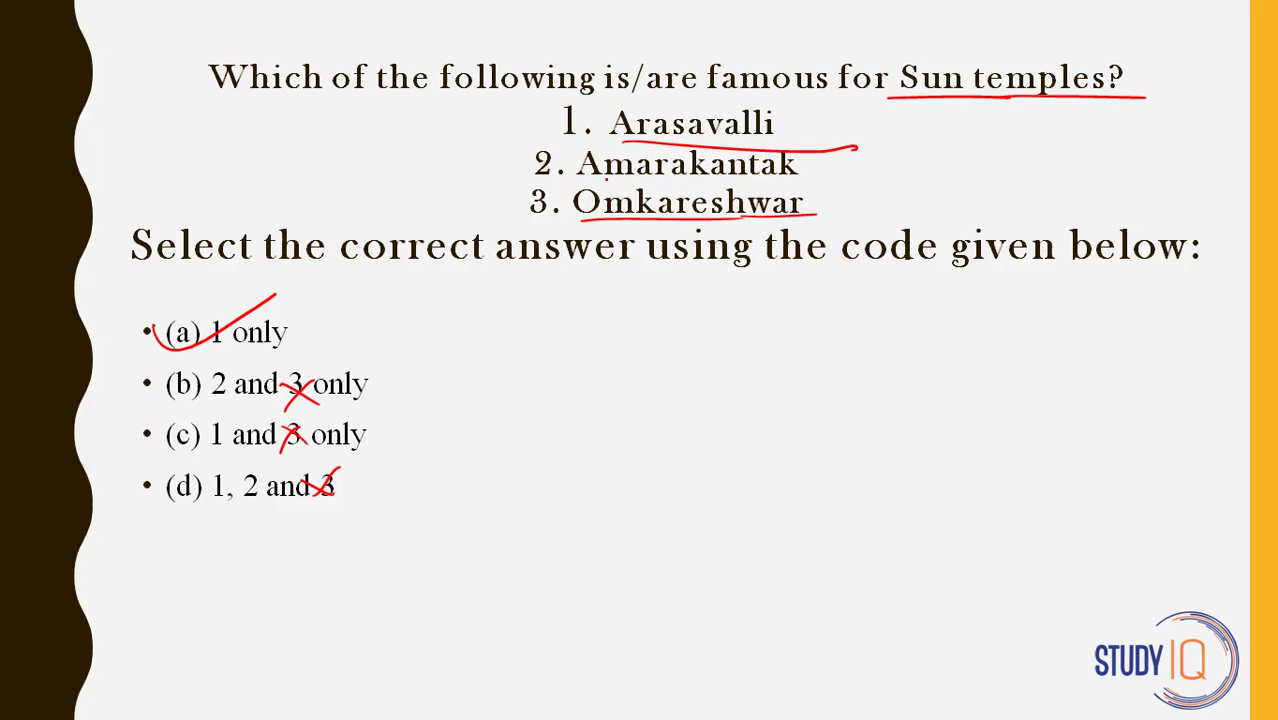 Which of the following is/are famous for Sun temples?
1. Arasavalli
2. Amarakantak
3. Omkareshwar
Select the correct answer using the code given below:
• (a) 1 only
• (b) 2 and 3 only
• (c) 1 and 3 only
• (d) 1, 2 and 3
STUDY IQ